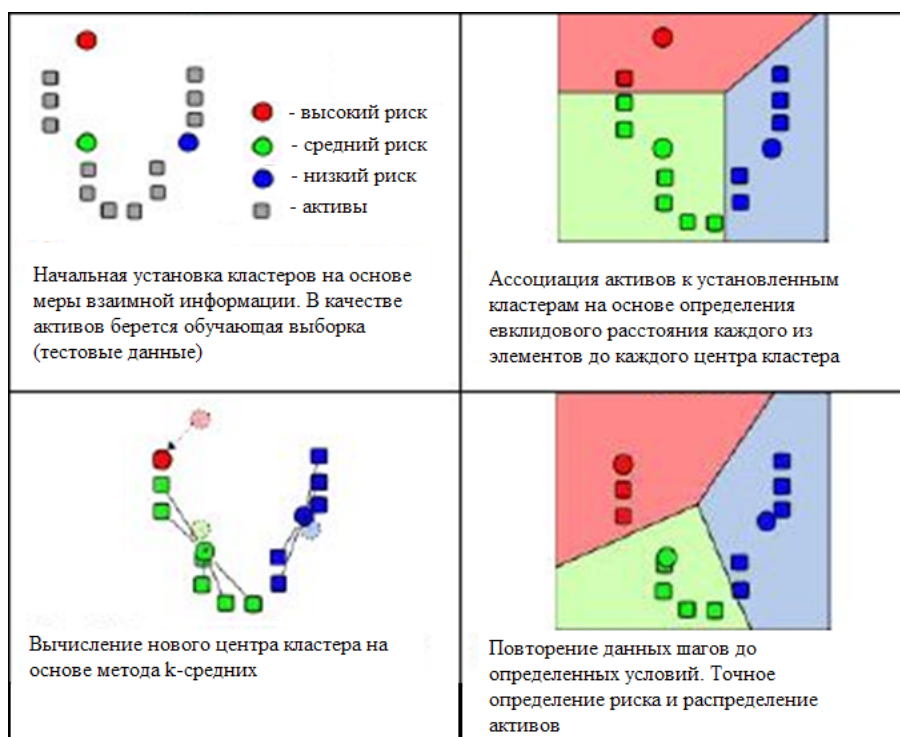 - высокий риск
- средний риск
- низкий риск
- активы
Начальная установка кластеров на основе
меры взаимной информации. В качестве
активов берется обучающая выборка
(тестовые данные)
Ассоциация активов к установленным
кластерам на основе определения
евклидового расстояния каждого из
элементов до каждого центра кластера
Вычисление нового центра кластера на
основе метода k-средних
Повторение данных шагов до
определенных условий. Точное
определение риска и распределение
активов